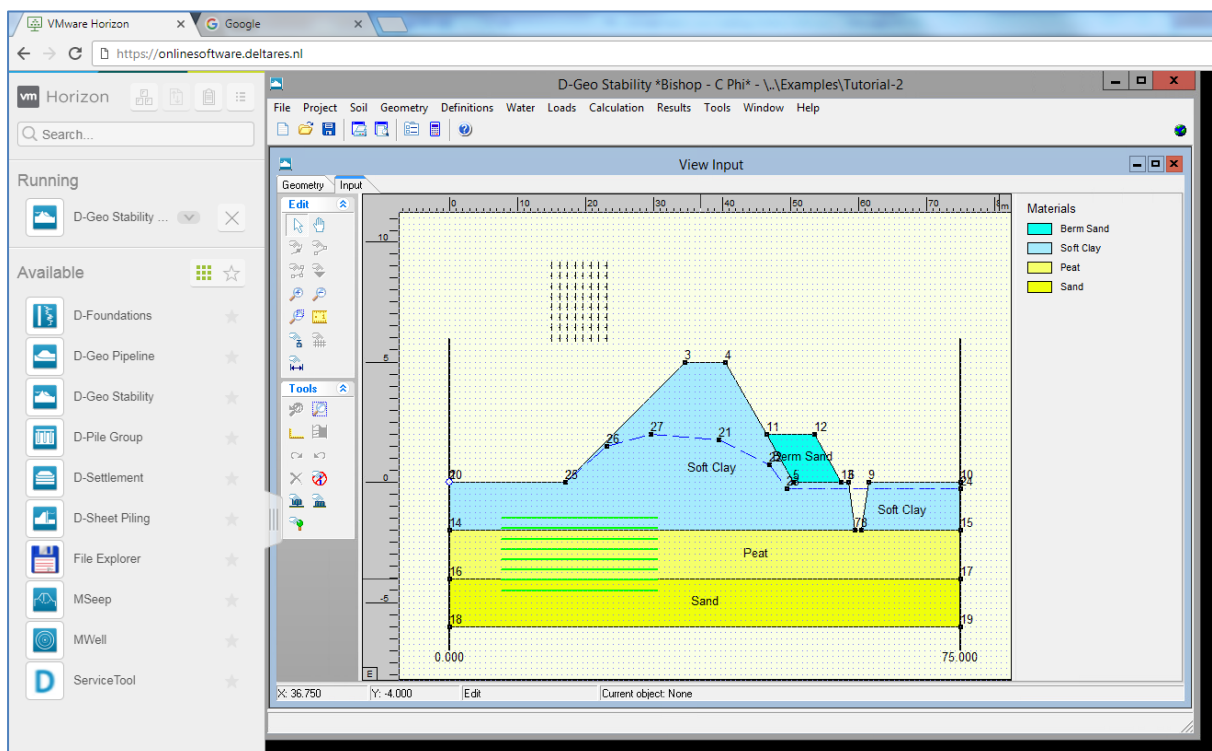 VMware Horizon
Google
https://onlinesoftware.deltares.nl
vm Horizon
Search...
Running
D-Geo Stability ...
Available
D-Foundations
D-Geo Pipeline
D-Geo Stability
D-Pile Group
D-Settlement
D-Sheet Piling
File Explorer
MSeep
MWell
ServiceTool
D-Geo Stability *Bishop - C Phi* - \..\Examples\Tutorial-2
File Project Soil Geometry Definitions Water Loads Calculation Results Tools Window Help
View Input
Geometry Input
Edit
Tools
0 10 20 30 40 50 60 70 m
10
5
0
-5
3 4
11 12
27 21
26
Berm Sand
Soft Clay
25 5 9 10
24
Soft Clay
14 15
Peat
16 17
Sand
18 19
0.000 75.000
E
Materials
Berm Sand
Soft Clay
Peat
Sand
X: 36.750 Y: -4.000 Edit Current object: None